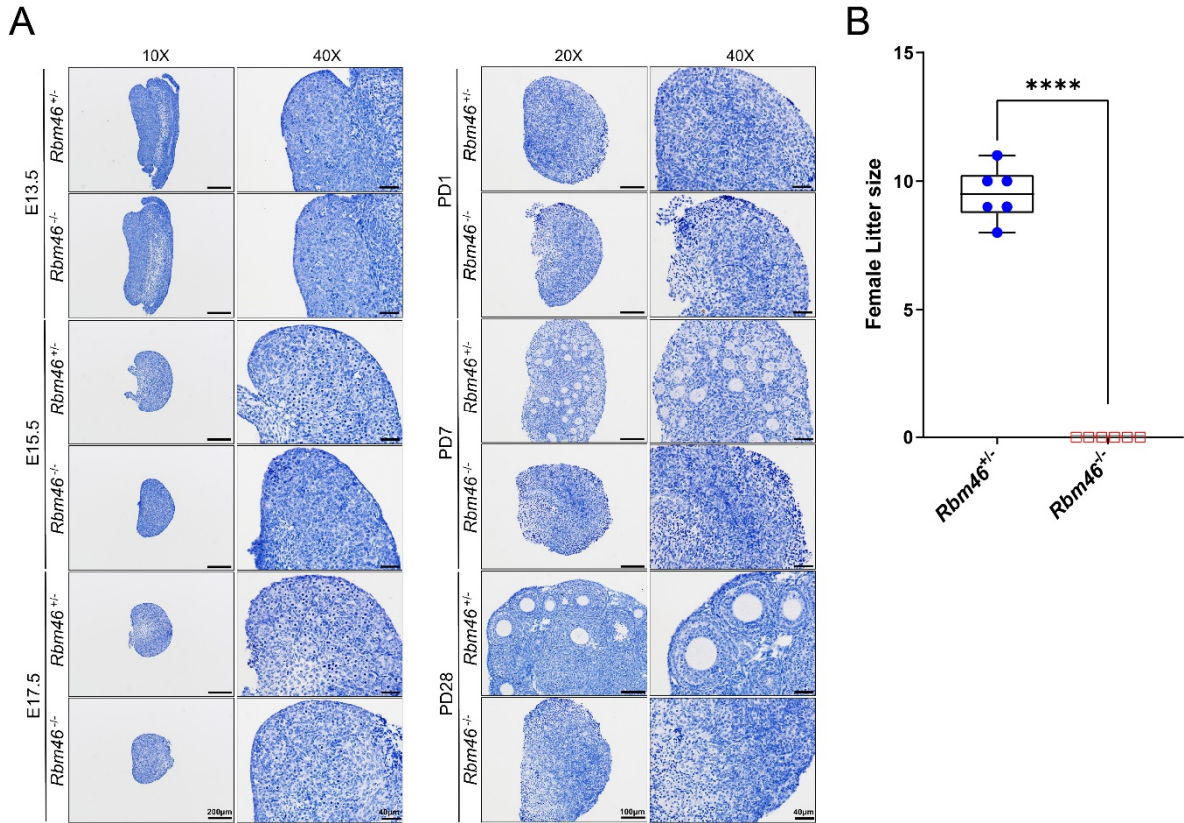 A
10X 40X
E13.5
Rbm46+/-
Rbm46-/-
E15.5
Rbm46+/-
Rbm46-/-
E17.5
Rbm46+/-
Rbm46-/-
200μm 40μm
20X 40X
PD1
Rbm46+/-
Rbm46-/-
PD7
Rbm46+/-
Rbm46-/-
PD28
Rbm46+/-
Rbm46-/-
100μm 40μm
B
15
10
5
0
Female Litter size
****
Rbm46+/-
Rbm46-/-